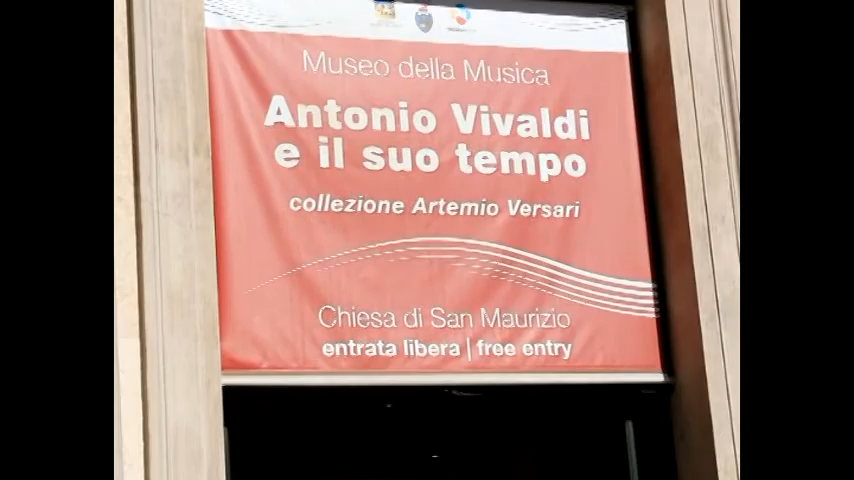 Museo della Musica
Antonio Vivaldi
e il suo tempo
collezione Artemio Versari
Chiesa di San Maurizio
entrata libera | free entry